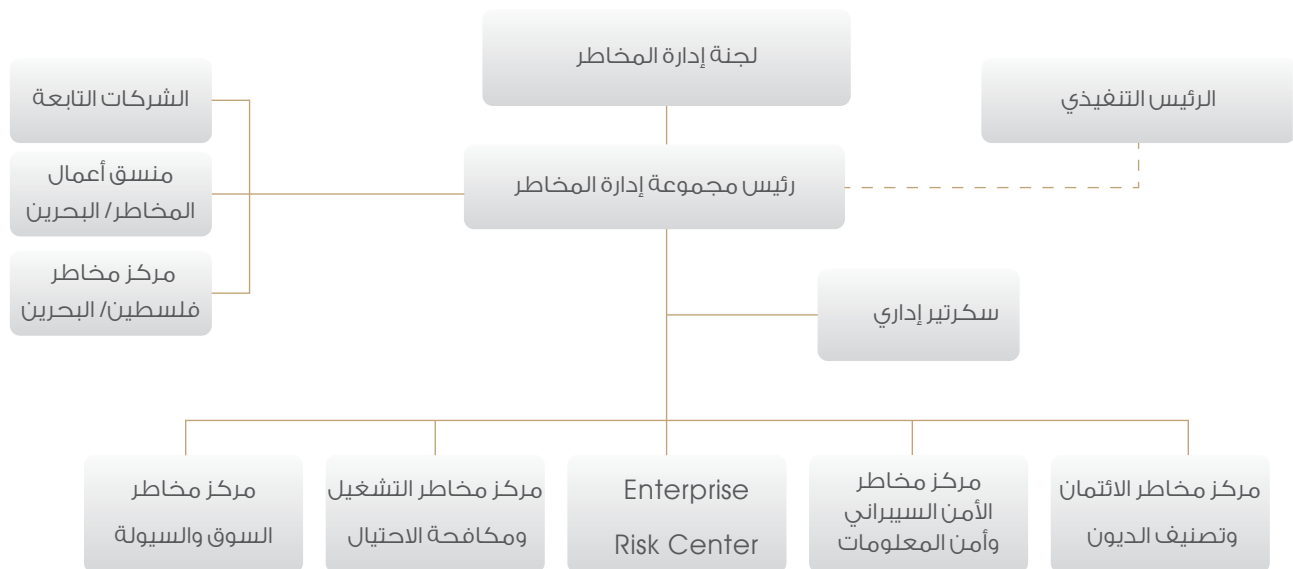 لجنة إدارة المخاطر
الرئيس التنفيذي
الشركات التابعة
رئيس مجموعة إدارة المخاطر
منسق أعمال
المخاطر/ البحرين
مركز مخاطر
فلسطين/ البحرين
سكرتير إداري
مركز مخاطر الائتمان
وتصنيف الديون
مركز مخاطر
الأمن السيبراني
وأمن المعلومات
Enterprise
Risk Center
مركز مخاطر التشغيل
ومكافحة الاحتيال
مركز مخاطر
السوق والسيولة